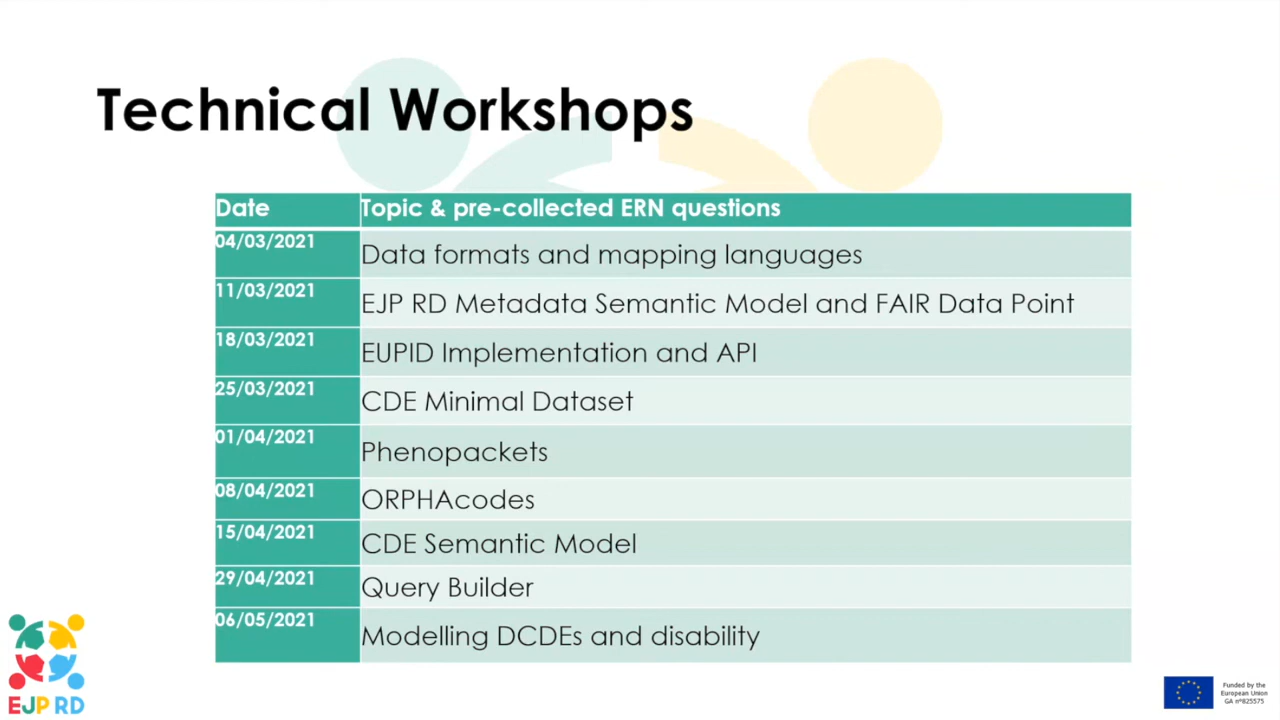 Technical Workshops
Date Topic & pre-collected ERN questions
04/03/2021 Data formats and mapping languages
11/03/2021 EJP RD Metadata Semantic Model and FAIR Data Point
18/03/2021 EUPID Implementation and API
25/03/2021 CDE Minimal Dataset
01/04/2021 Phenopackets
08/04/2021 ORPHAcodes
15/04/2021 CDE Semantic Model
29/04/2021 Query Builder
06/05/2021 Modelling DCDEs and disability
EJP RD
Funded by the
European Union
GA n°825575